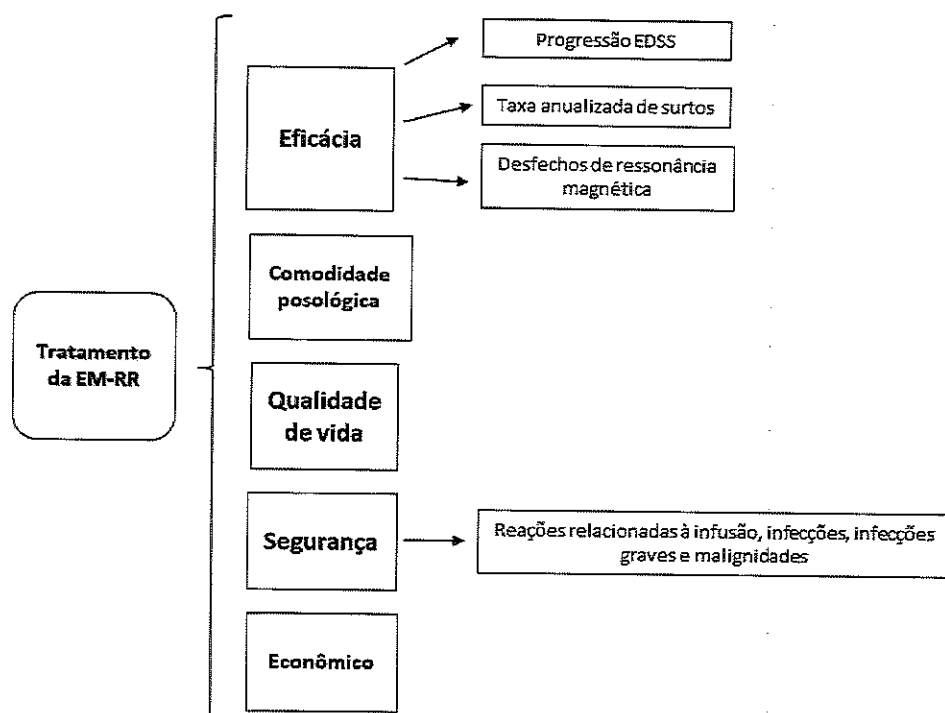 Tratamento
da EM-RR
Eficácia
Progressão EDSS
Taxa anualizada de surtos
Desfechos de ressonância
magnética
Comodidade
posológica
Qualidade
de vida
Segurança
Reações relacionadas à infusão, infecções, infecções
graves e malignidades
Econômico